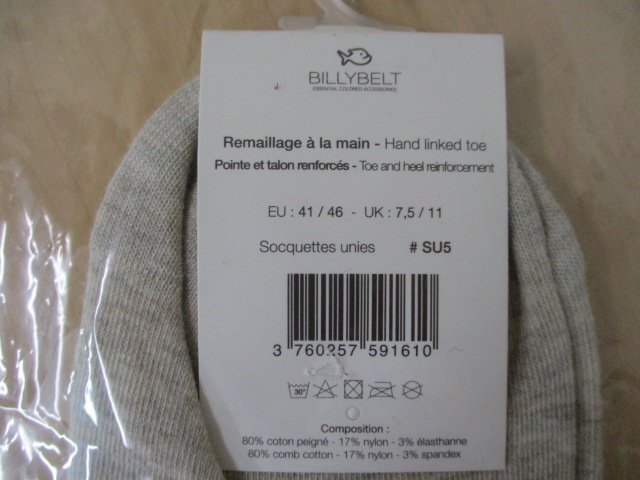 BILLYBELT
ESSENTIAL COLORED ACCESSORIES
Remaillage à la main - Hand linked toe
Pointe et talon renforcés - Toe and heel reinforcement
EU : 41 / 46 - UK : 7,5 / 11
Socquettes unies # SU5
3 760257 591610
30°
Composition :
80% coton peigné - 17% nylon - 3% élasthanne
80% comb cotton - 17% nylon - 3% spandex